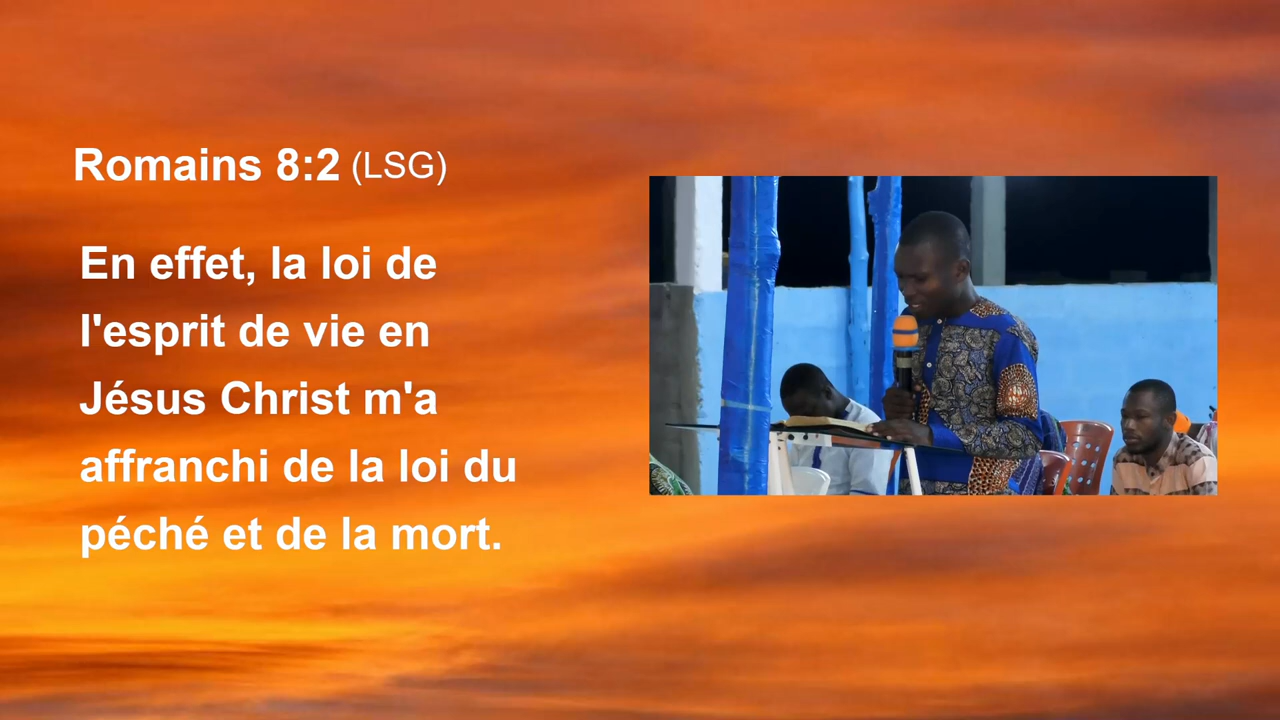 Romains 8:2 (LSG)
En effet, la loi de
l'esprit de vie en
Jésus Christ m'a
affranchi de la loi du
péché et de la mort.